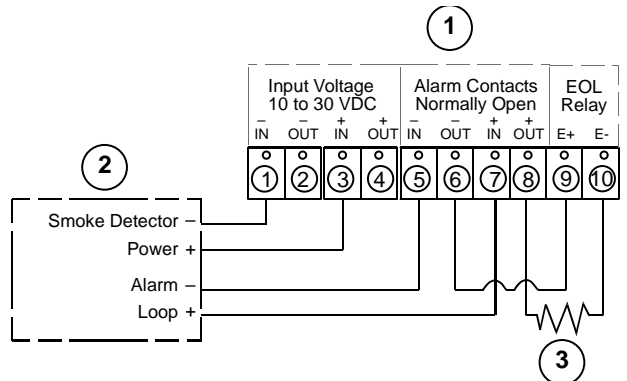 1
Input Voltage
10 to 30 VDC
Alarm Contacts
Normally Open
EOL
Relay
– – + + – – + +
IN OUT IN OUT IN OUT IN OUT E+ E-
1 2 3 4 5 6 7 8 9 10
2
Smoke Detector –
Power +
Alarm –
Loop +
3